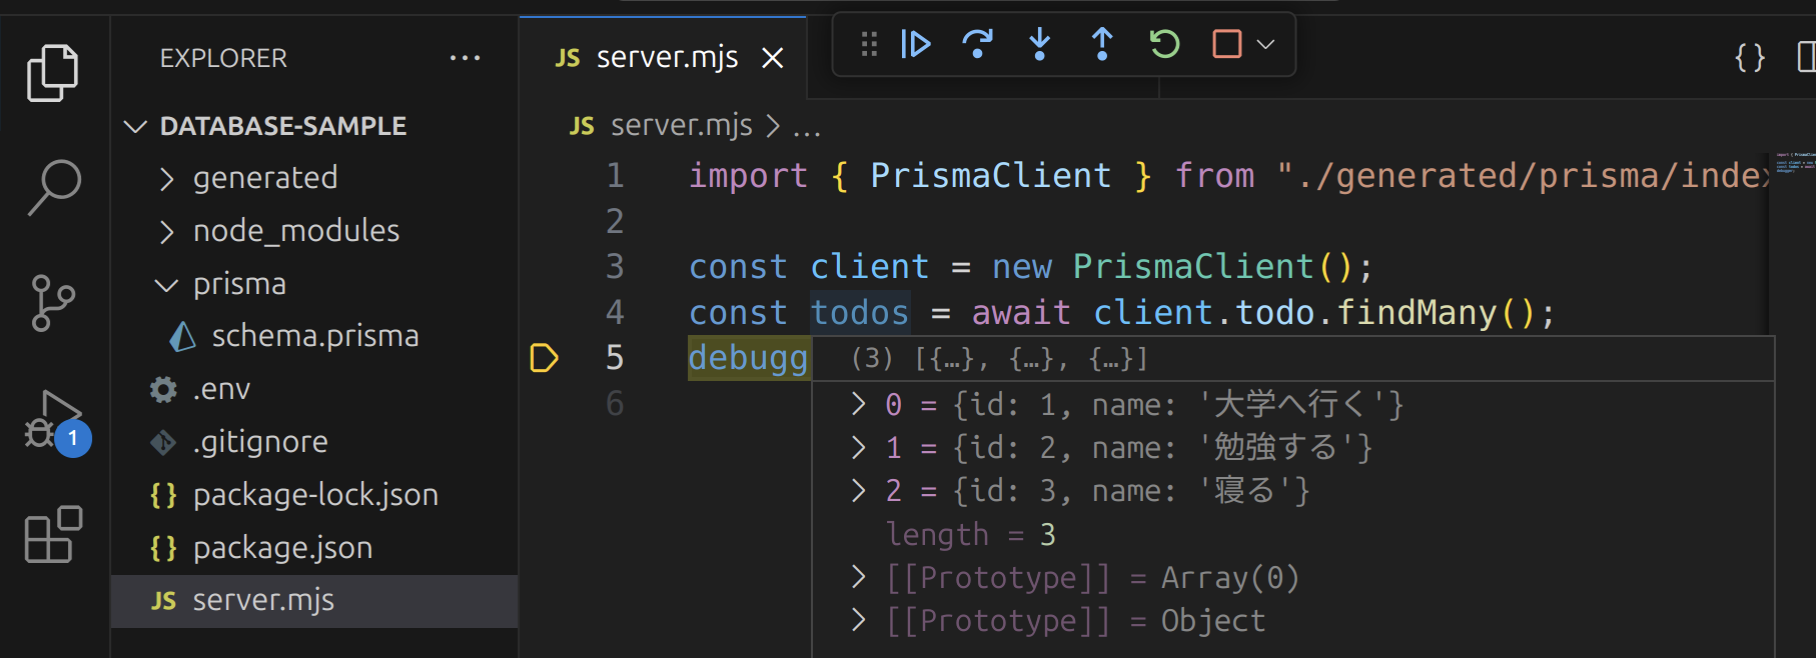 EXPLORER
DATABASE-SAMPLE
generated
node_modules
prisma
schema.prisma
.env
.gitignore
package-lock.json
package.json
JS server.mjs
1
JS server.mjs
{}
JS server.mjs > ...
1 import { PrismaClient } from "./generated/prisma/index
2
3 const client = new PrismaClient();
4 const todos = await client.todo.findMany();
5 debugg
6
(3) [{…}, {…}, {…}]
0 = {id: 1, name: '大学へ行く'}
1 = {id: 2, name: '勉強する'}
2 = {id: 3, name: '寝る'}
length = 3
[[Prototype]] = Array(0)
[[Prototype]] = Object